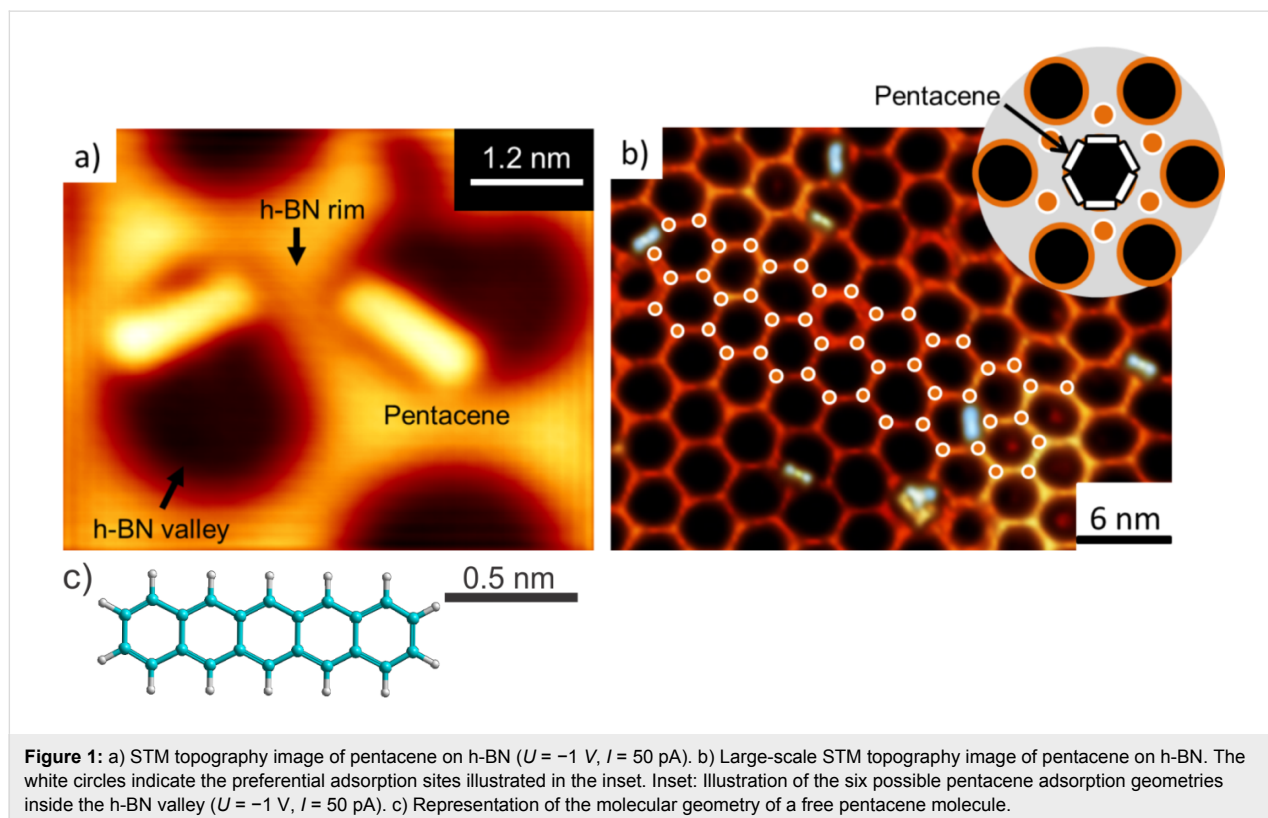 a)
1.2 nm
h-BN rim
Pentacene
h-BN valley
b)
Pentacene
6 nm
c)
0.5 nm
Figure 1: a) STM topography image of pentacene on h-BN (U = −1 V, I = 50 pA). b) Large-scale STM topography image of pentacene on h-BN. The
white circles indicate the preferential adsorption sites illustrated in the inset. Inset: Illustration of the six possible pentacene adsorption geometries
inside the h-BN valley (U = −1 V, I = 50 pA). c) Representation of the molecular geometry of a free pentacene molecule.